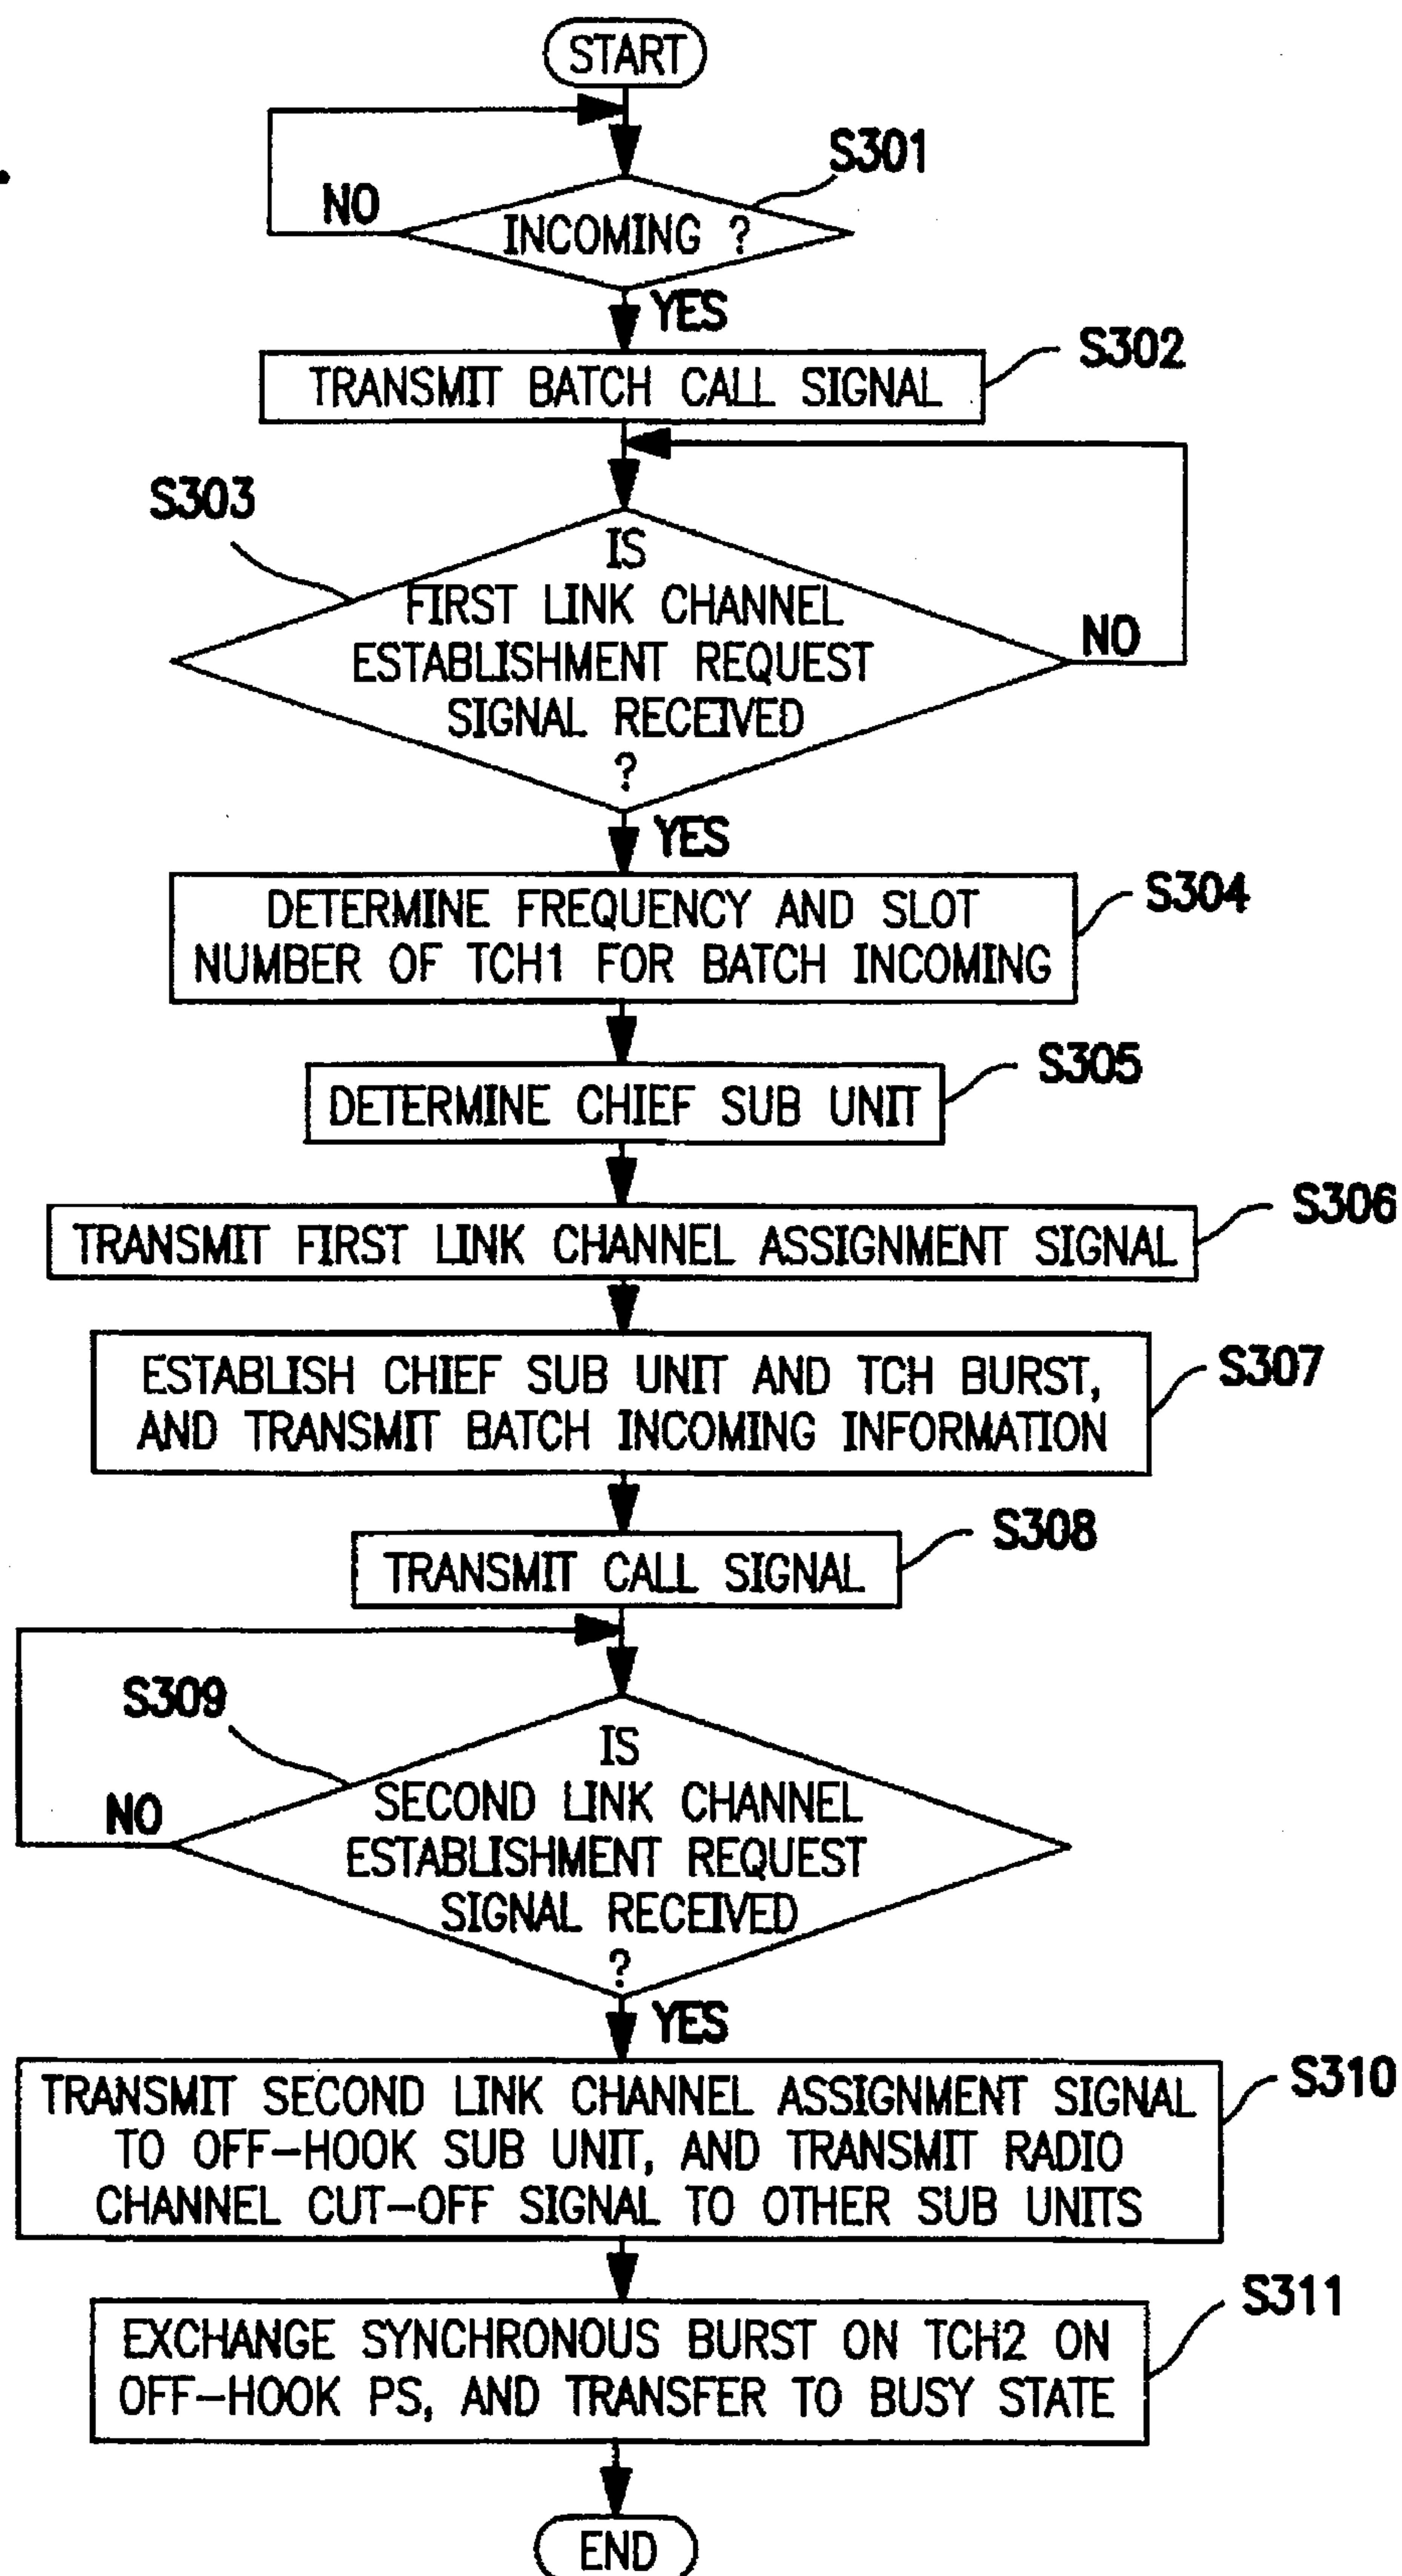 START
S301
NO
INCOMING ?
YES
S302
TRANSMIT BATCH CALL SIGNAL
S303
IS
FIRST LINK CHANNEL
ESTABLISHMENT REQUEST
SIGNAL RECEIVED
?
NO
YES
S304
DETERMINE FREQUENCY AND SLOT
NUMBER OF TCH1 FOR BATCH INCOMING
S305
DETERMINE CHIEF SUB UNIT
S306
TRANSMIT FIRST LINK CHANNEL ASSIGNMENT SIGNAL
S307
ESTABLISH CHIEF SUB UNIT AND TCH BURST,
AND TRANSMIT BATCH INCOMING INFORMATION
S308
TRANSMIT CALL SIGNAL
S309
IS
SECOND LINK CHANNEL
ESTABLISHMENT REQUEST
SIGNAL RECEIVED
?
NO
YES
S310
TRANSMIT SECOND LINK CHANNEL ASSIGNMENT SIGNAL
TO OFF-HOOK SUB UNIT, AND TRANSMIT RADIO
CHANNEL CUT-OFF SIGNAL TO OTHER SUB UNITS
S311
EXCHANGE SYNCHRONOUS BURST ON TCH2 ON
OFF-HOOK PS, AND TRANSFER TO BUSY STATE
END